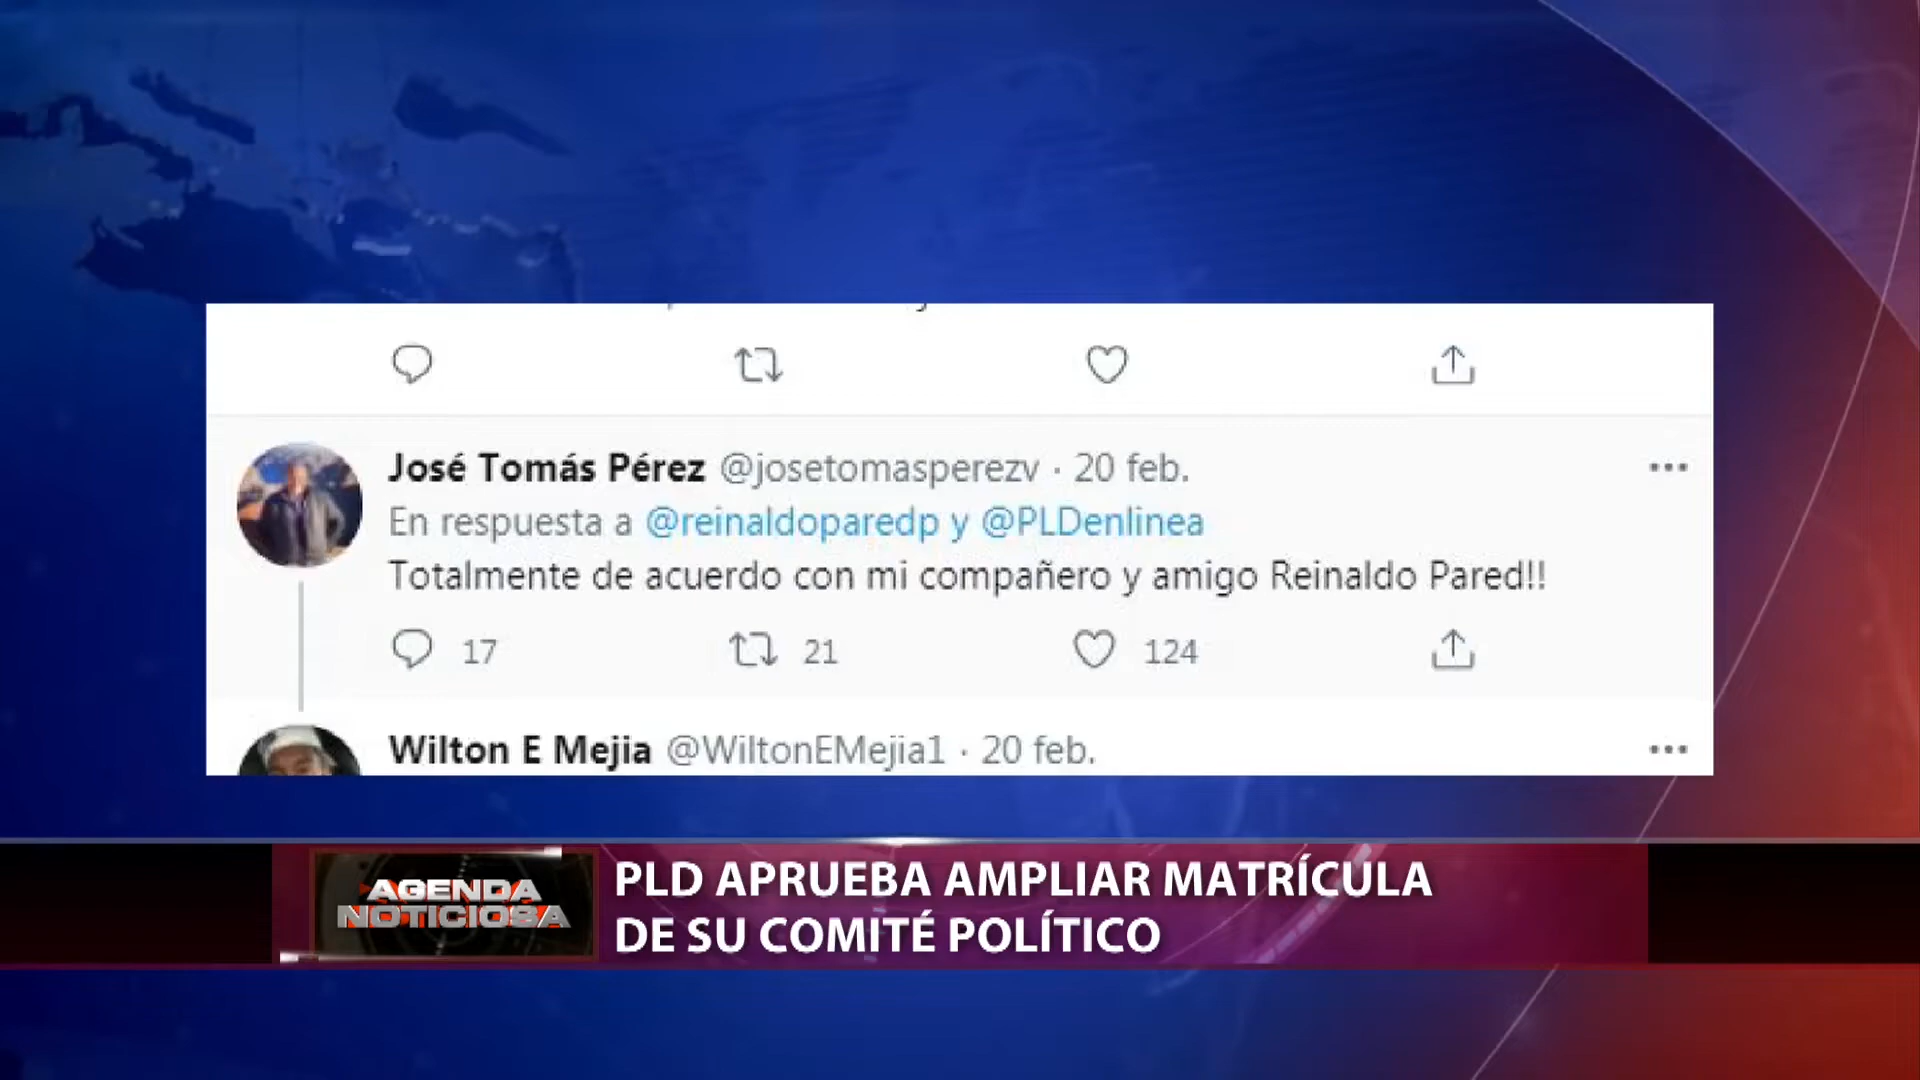 José Tomás Pérez @josetomasperezv · 20 feb.
En respuesta a @reinaldoparedp y @PLDenlinea
Totalmente de acuerdo con mi compañero y amigo Reinaldo Pared!!
17 21 124
Wilton E Mejia @WiltonEMejia1 · 20 feb.
AGENDA
NOTICIOSA
PLD APRUEBA AMPLIAR MATRÍCULA
DE SU COMITÉ POLÍTICO